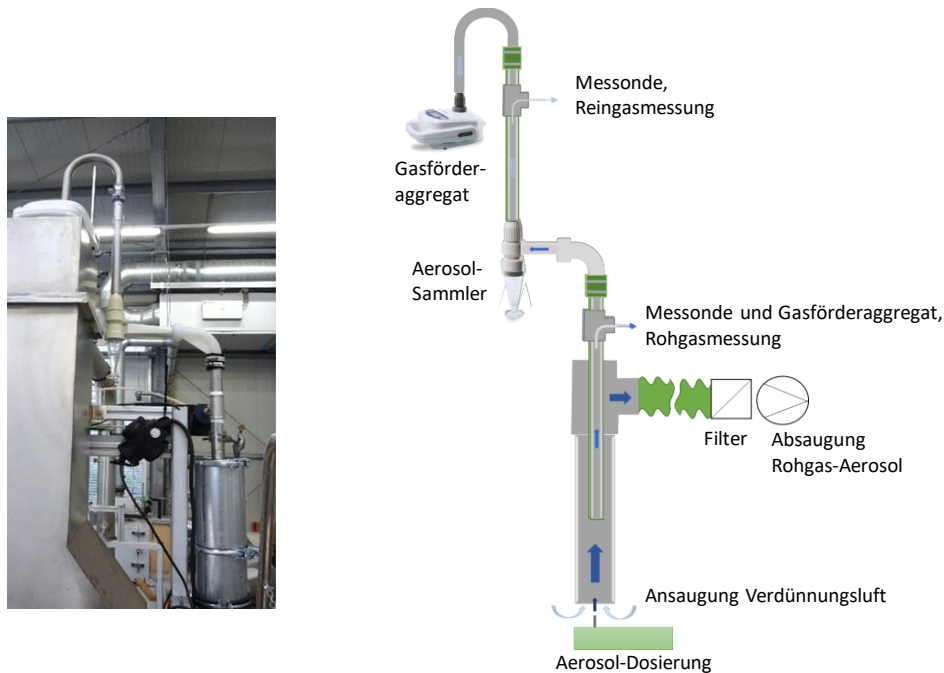 Messonde,
Reingasmessung
Gasförder-
aggregat
Aerosol-
Sammler
Messonde und Gasförderaggregat,
Rohgasmessung
Filter
Absaugung
Rohgas-Aerosol
Ansaugung Verdünnungsluft
Aerosol-Dosierung